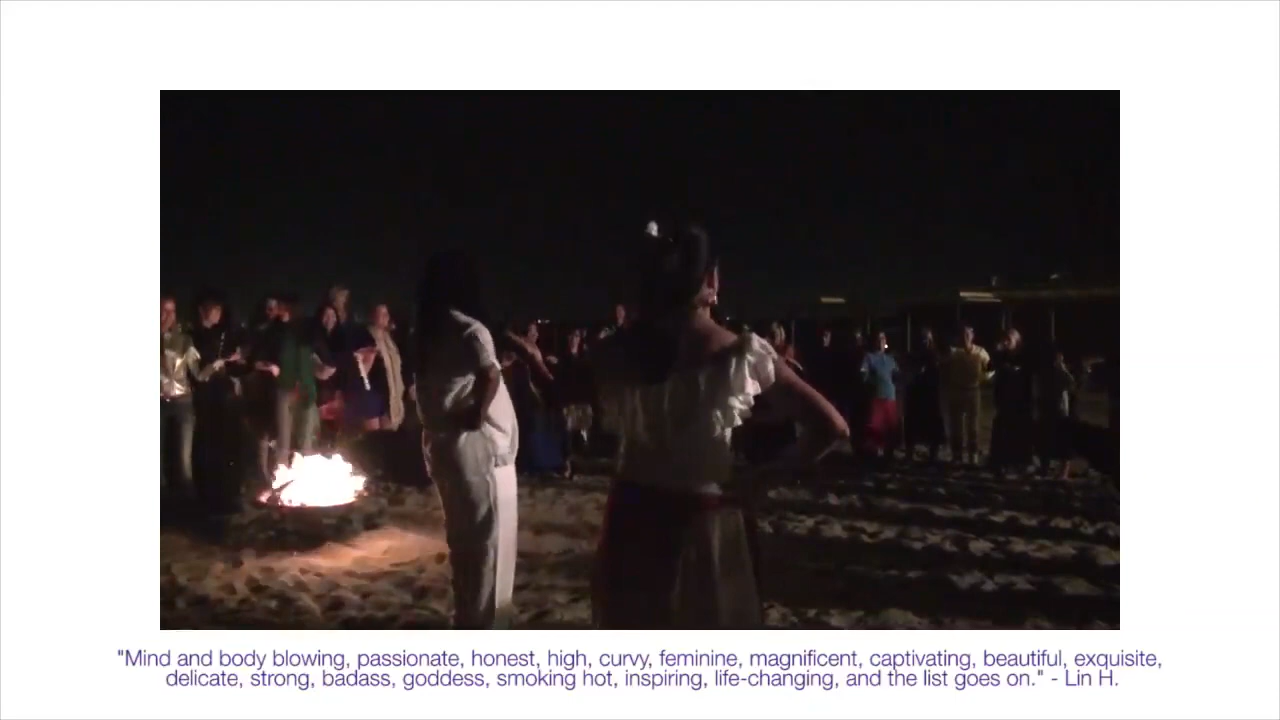 "Mind and body blowing, passionate, honest, high, curvy, feminine, magnificent, captivating, beautiful, exquisite,
delicate, strong, badass, goddess, smoking hot, inspiring, life-changing, and the list goes on." - Lin H.